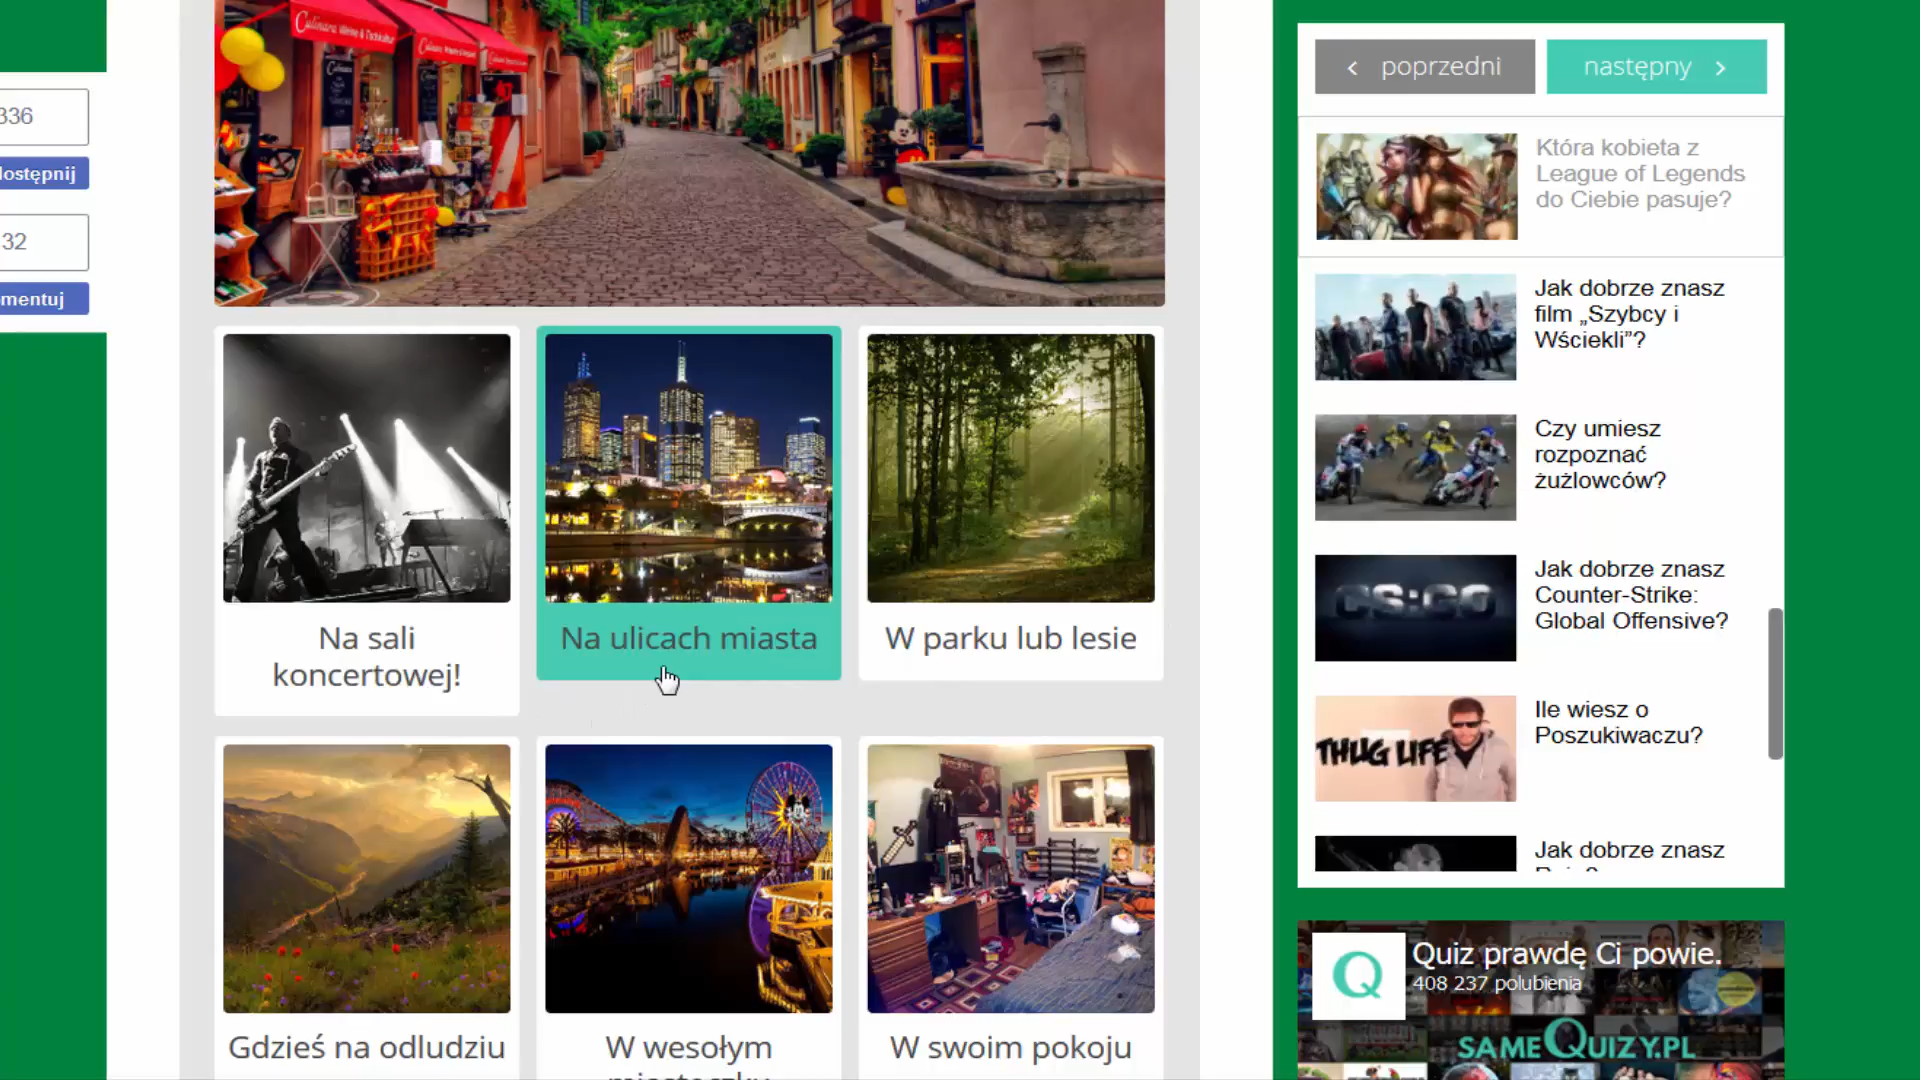 336
dostępnij
32
mentuj
Na sali
koncertowej!
Na ulicach miasta
W parku lub lesie
Gdzieś na odludziu
W wesołym
miasteczku
W swoim pokoju
< poprzedni
następny >
Która kobieta z
League of Legends
do Ciebie pasuje?
Jak dobrze znasz
film „Szybcy i
Wściekli”?
Czy umiesz
rozpoznać
żużlowców?
CS:GO
Jak dobrze znasz
Counter-Strike:
Global Offensive?
THUG LIFE
Ile wiesz o
Poszukiwaczu?
Jak dobrze znasz
Q
Quiz prawdę Ci powie.
408 237 polubienia
SAMEQUIZY.PL